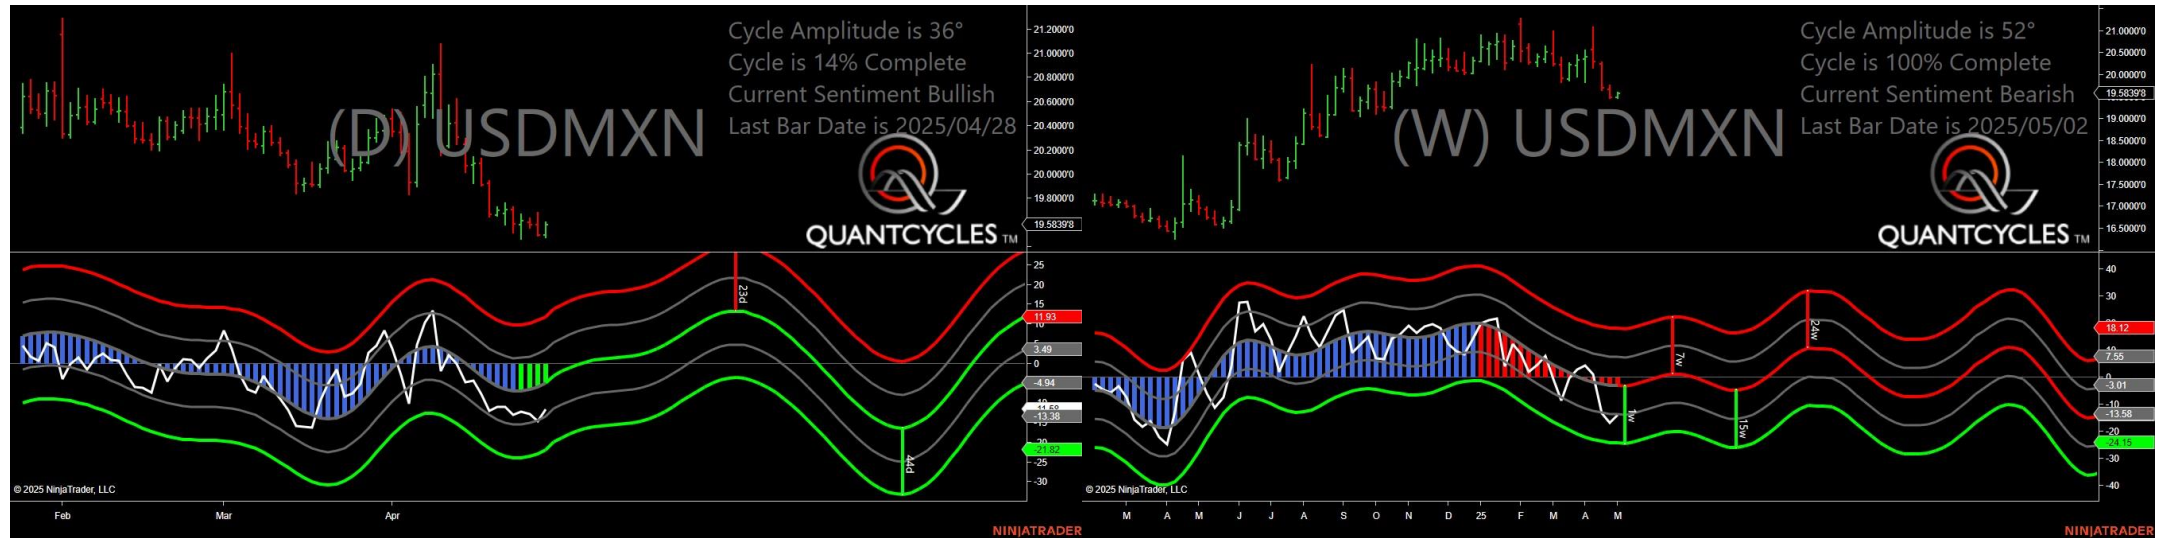 Cycle Amplitude is 36°
Cycle is 14% Complete
Current Sentiment Bullish
Last Bar Date is 2025/04/28
(D) USDMXN
QUANTCYCLES TM
21.2000'0
21.0000'0
20.8000'0
20.6000'0
20.4000'0
20.2000'0
20.0000'0
19.8000'0
19.5839'8
25
20
15
11.93
10
5
3.49
0
-4.94
-13.38
-21.82
-25
-30
23d
44d
© 2025 NinjaTrader, LLC
Feb Mar Apr
NINJATRADER
Cycle Amplitude is 52°
Cycle is 100% Complete
Current Sentiment Bearish
Last Bar Date is 2025/05/02
(W) USDMXN
QUANTCYCLES TM
21.0000'0
20.5000'0
20.0000'0
19.5839'8
19.0000'0
18.5000'0
18.0000'0
17.5000'0
17.0000'0
16.5000'0
40
30
18.12
7.55
0
-3.01
-10
-13.58
-20
-24.15
-30
-40
1w
7w
15w
24w
© 2025 NinjaTrader, LLC
M A M J J A S O N D 25 F M A M
NINJATRADER